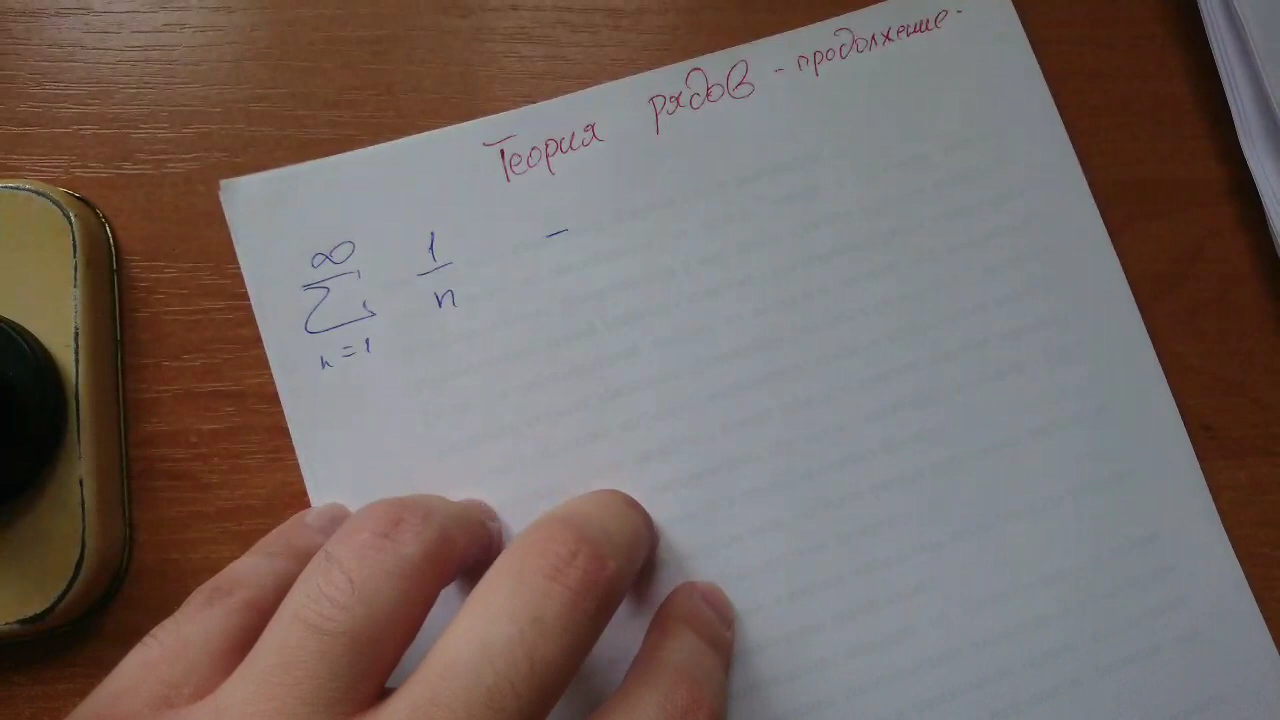 Теория рядов - продолжение.
∞
∑ 1/n -
n=1